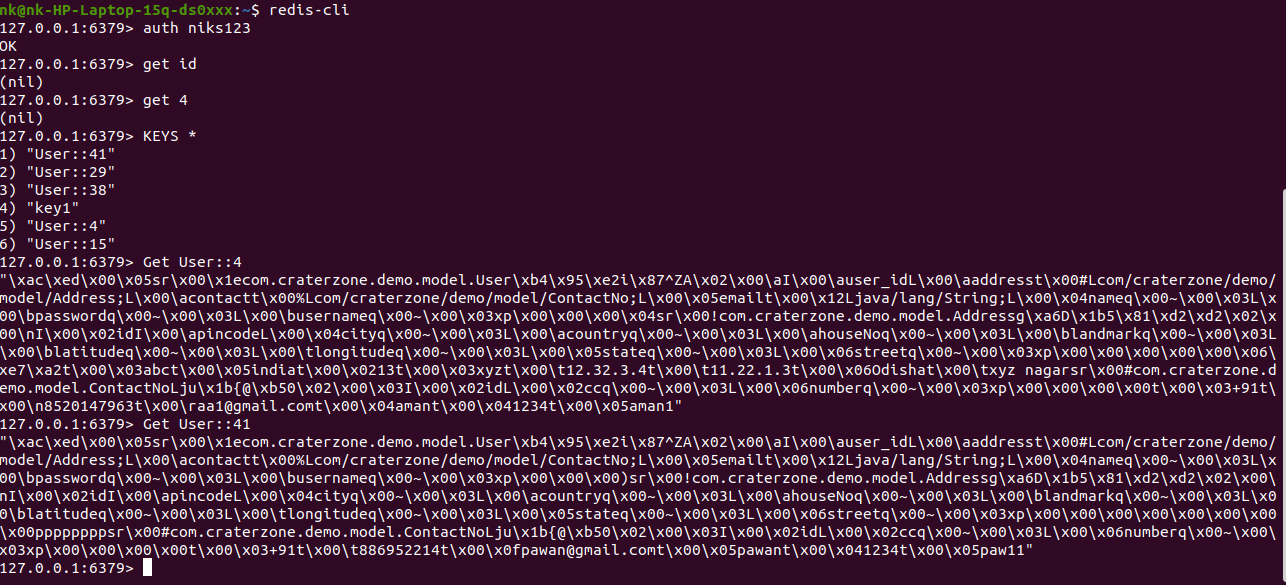 nk@nk-HP-Laptop-15q-ds0xxx:~$ redis-cli
127.0.0.1:6379> auth niks123
OK
127.0.0.1:6379> get id
(nil)
127.0.0.1:6379> get 4
(nil)
127.0.0.1:6379> KEYS *
1) "User::41"
2) "User::29"
3) "User::38"
4) "key1"
5) "User::4"
6) "User::15"
127.0.0.1:6379> Get User::4
"\xac\xed\x00\x05sr\x00\x1ecom.craterzone.demo.model.User\xb4\x95\xe2i\x87^ZA\x02\x00\aI\x00\auser_idL\x00\aaddresst\x00#Lcom/craterzone/demo/
model/Address;L\x00\acontactt\x00%Lcom/craterzone/demo/model/ContactNo;L\x00\x05emailt\x00\x12Ljava/lang/String;L\x00\x04nameq\x00~\x00\x03L\x
00\bpasswordq\x00~\x00\x03L\x00\busernameq\x00~\x00\x03xp\x00\x00\x00\x04sr\x00!com.craterzone.demo.model.Addressg\xa6D\x1b5\x81\xd2\xd2\x02\x
00\nI\x00\x02idI\x00\apincodeL\x00\x04cityq\x00~\x00\x03L\x00\acountryq\x00~\x00\x03L\x00\ahouseNoq\x00~\x00\x03L\x00\blandmarkq\x00~\x00\x03L
\x00\blatitudeq\x00~\x00\x03L\x00\tlongitudeq\x00~\x00\x03L\x00\x05stateq\x00~\x00\x03L\x00\x06streetq\x00~\x00\x03xp\x00\x00\x00\x00\x00\x06\
xe7\xa2t\x00\x03abct\x00\x05indiat\x00\x0213t\x00\x03xyzt\x00\t12.32.3.4t\x00\t11.22.1.3t\x00\x06Odishat\x00\txyz nagarsr\x00#com.craterzone.d
emo.model.ContactNoLju\x1b{@\xb50\x02\x00\x03I\x00\x02idL\x00\x02ccq\x00~\x00\x03L\x00\x06numberq\x00~\x00\x03xp\x00\x00\x00\x00t\x00\x03+91t\
x00\n8520147963t\x00\raa1@gmail.comt\x00\x04amant\x00\x041234t\x00\x05aman1"
127.0.0.1:6379> Get User::41
"\xac\xed\x00\x05sr\x00\x1ecom.craterzone.demo.model.User\xb4\x95\xe2i\x87^ZA\x02\x00\aI\x00\auser_idL\x00\aaddresst\x00#Lcom/craterzone/demo/
model/Address;L\x00\acontactt\x00%Lcom/craterzone/demo/model/ContactNo;L\x00\x05emailt\x00\x12Ljava/lang/String;L\x00\x04nameq\x00~\x00\x03L\x
00\bpasswordq\x00~\x00\x03L\x00\busernameq\x00~\x00\x03xp\x00\x00\x00)sr\x00!com.craterzone.demo.model.Addressg\xa6D\x1b5\x81\xd2\xd2\x02\x00\
nI\x00\x02idI\x00\apincodeL\x00\x04cityq\x00~\x00\x03L\x00\acountryq\x00~\x00\x03L\x00\ahouseNoq\x00~\x00\x03L\x00\blandmarkq\x00~\x00\x03L\x0
0\blatitudeq\x00~\x00\x03L\x00\tlongitudeq\x00~\x00\x03L\x00\x05stateq\x00~\x00\x03L\x00\x06streetq\x00~\x00\x03xp\x00\x00\x00\x00\x00\x00\x00
\x00ppppppppsr\x00#com.craterzone.demo.model.ContactNoLju\x1b{@\xb50\x02\x00\x03I\x00\x02idL\x00\x02ccq\x00~\x00\x03L\x00\x06numberq\x00~\x00\
x03xp\x00\x00\x00\x00t\x00\x03+91t\x00\t886952214t\x00\x0fpawan@gmail.comt\x00\x05pawant\x00\x041234t\x00\x05paw11"
127.0.0.1:6379>